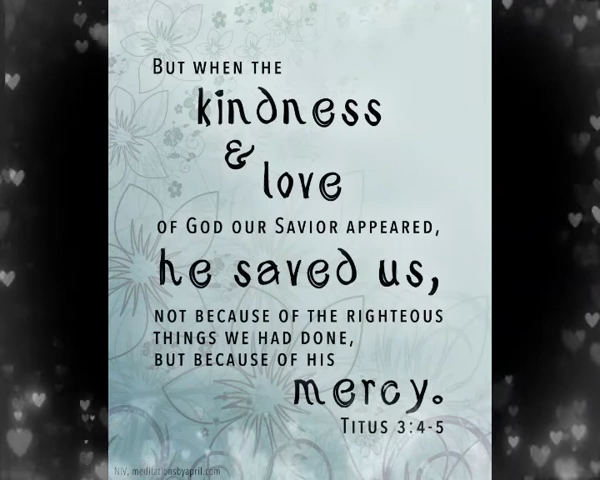 But when the
kindness
&
love
of God our Savior appeared,
he saved us,
not because of the righteous
things we had done,
but because of his
mercy.
Titus 3:4-5
NIV, meditationsbyapril.com